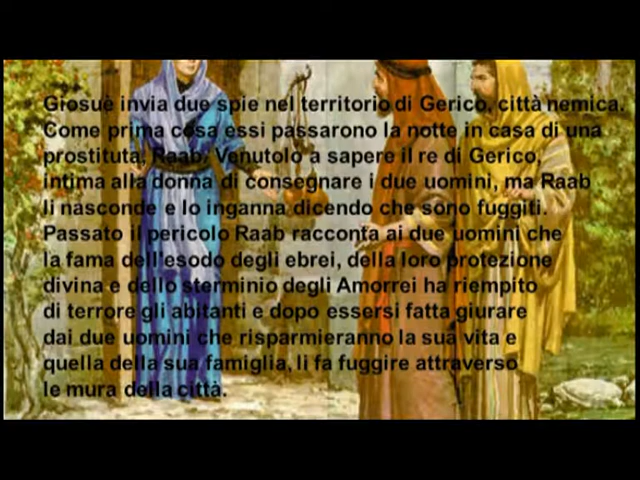 Giosuè invia due spie nel territorio di Gerico, città nemica.
Come prima cosa essi passarono la notte in casa di una
prostituta, Raab. Venutolo a sapere il re di Gerico,
intima alla donna di consegnare i due uomini, ma Raab
li nasconde e lo inganna dicendo che sono fuggiti.
Passato il pericolo Raab racconta ai due uomini che
la fama dell'esodo degli ebrei, della loro protezione
divina e dello sterminio degli Amorrei ha riempito
di terrore gli abitanti e dopo essersi fatta giurare
dai due uomini che risparmieranno la sua vita e
quella della sua famiglia, li fa fuggire attraverso
le mura della città.